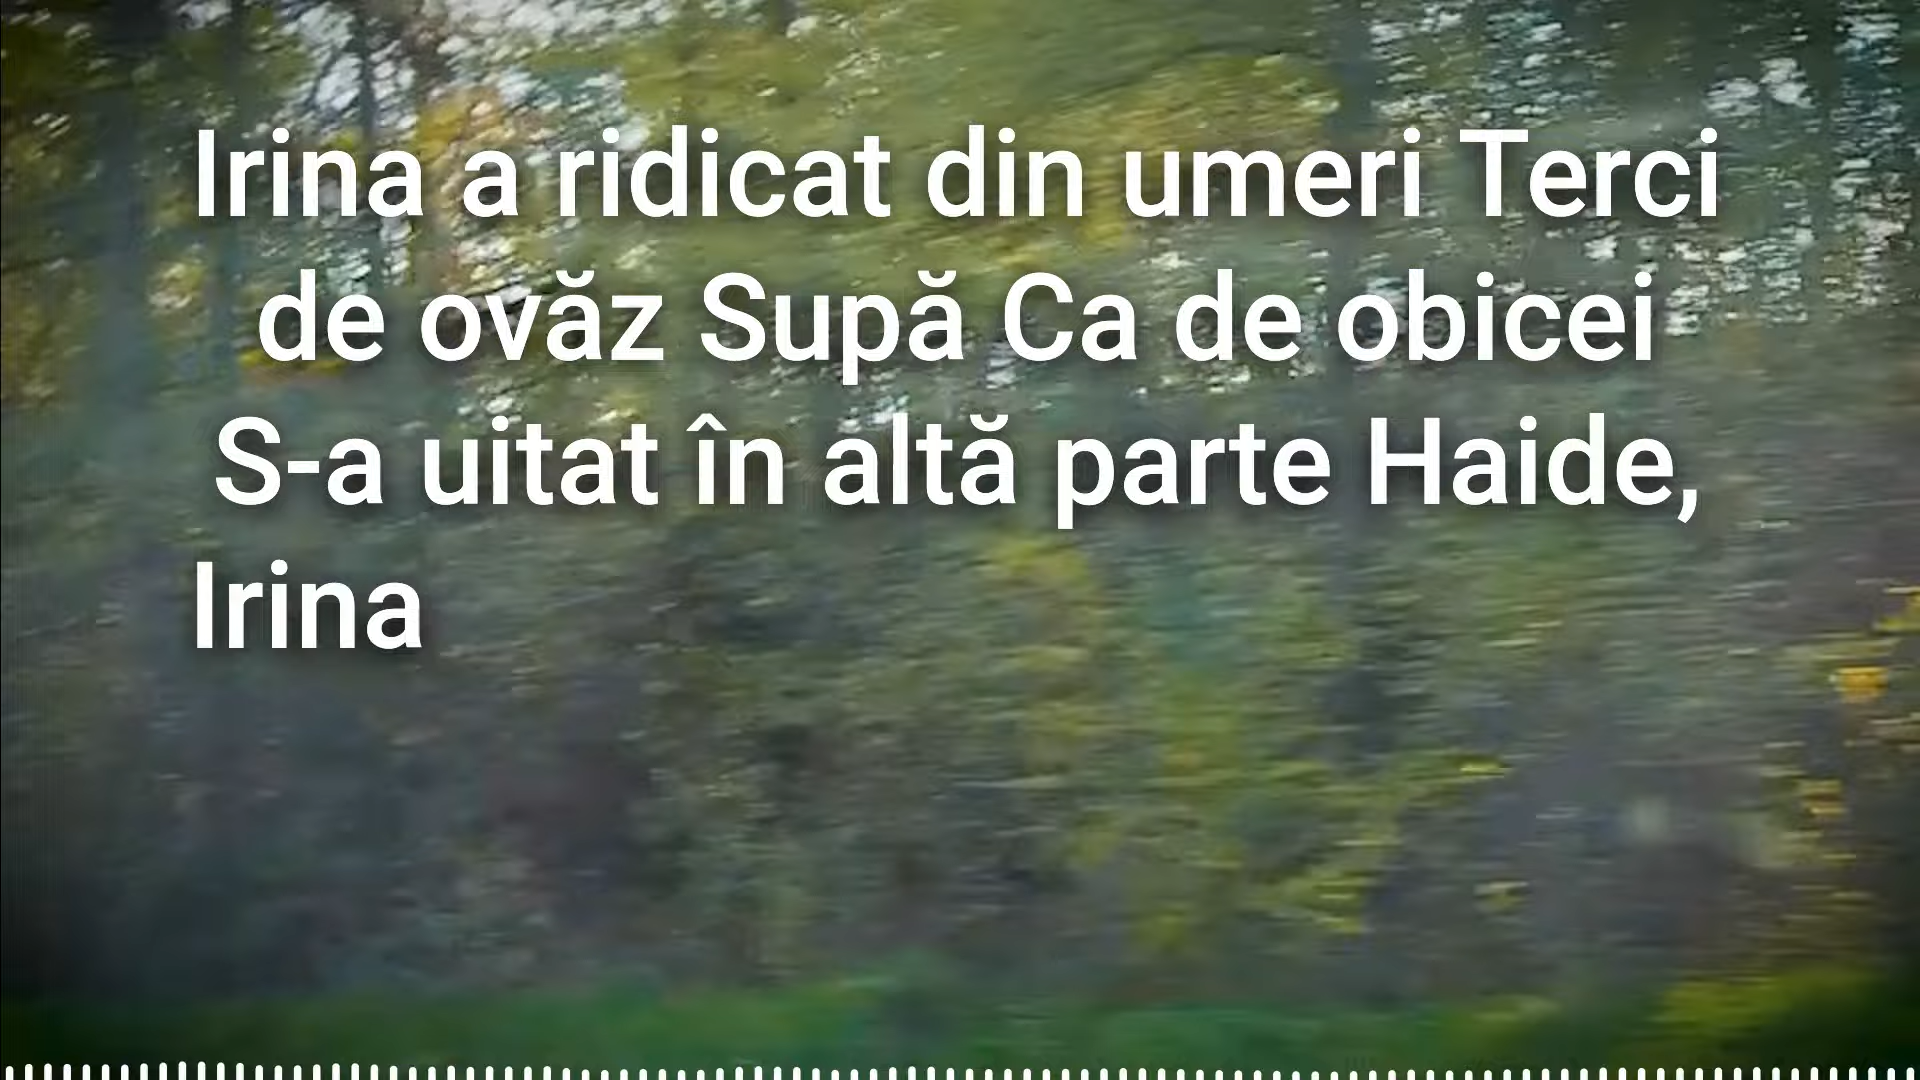 Irina a ridicat din umeri Terci
de ovăz Supă Ca de obicei
S-a uitat în altă parte Haide,
Irina